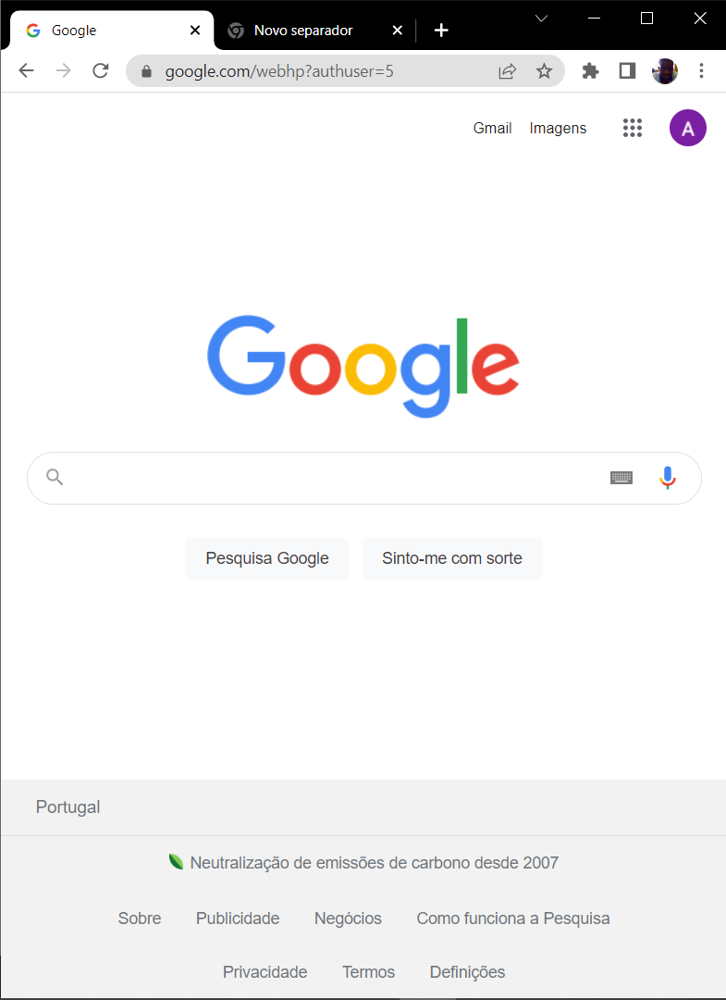 Google Novo separador
google.com/webhp?authuser=5
Gmail Imagens A
Google
Pesquisa Google Sinto-me com sorte
Portugal
Neutralização de emissões de carbono desde 2007
Sobre Publicidade Negócios Como funciona a Pesquisa
Privacidade Termos Definições